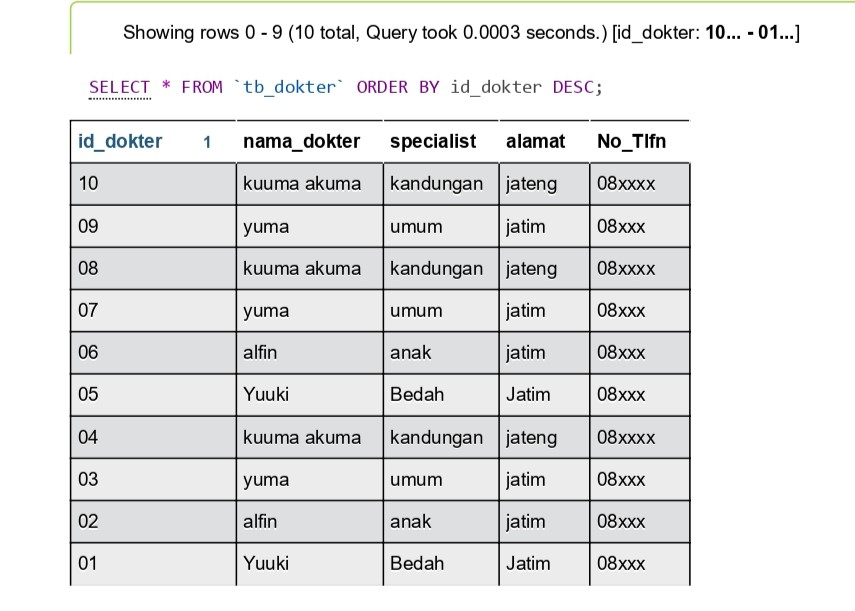 Showing rows 0 - 9 (10 total, Query took 0.0003 seconds.) [id_dokter: 10... - 01...]
SELECT * FROM `tb_dokter` ORDER BY id_dokter DESC;
id_dokter 1 nama_dokter specialist alamat No_Tlfn
10 kuuma akuma kandungan jateng 08xxxx
09 yuma umum jatim 08xxx
08 kuuma akuma kandungan jateng 08xxxx
07 yuma umum jatim 08xxx
06 alfin anak jatim 08xxx
05 Yuuki Bedah Jatim 08xxx
04 kuuma akuma kandungan jateng 08xxxx
03 yuma umum jatim 08xxx
02 alfin anak jatim 08xxx
01 Yuuki Bedah Jatim 08xxx